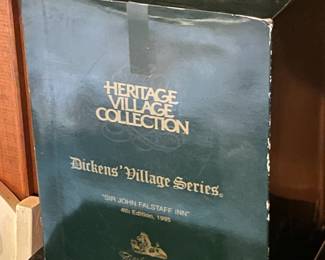 HERITAGE
VILLAGE
COLLECTION
Dickens' Village Series®
"SIR JOHN FALSTAFF INN"
4th Edition, 1995